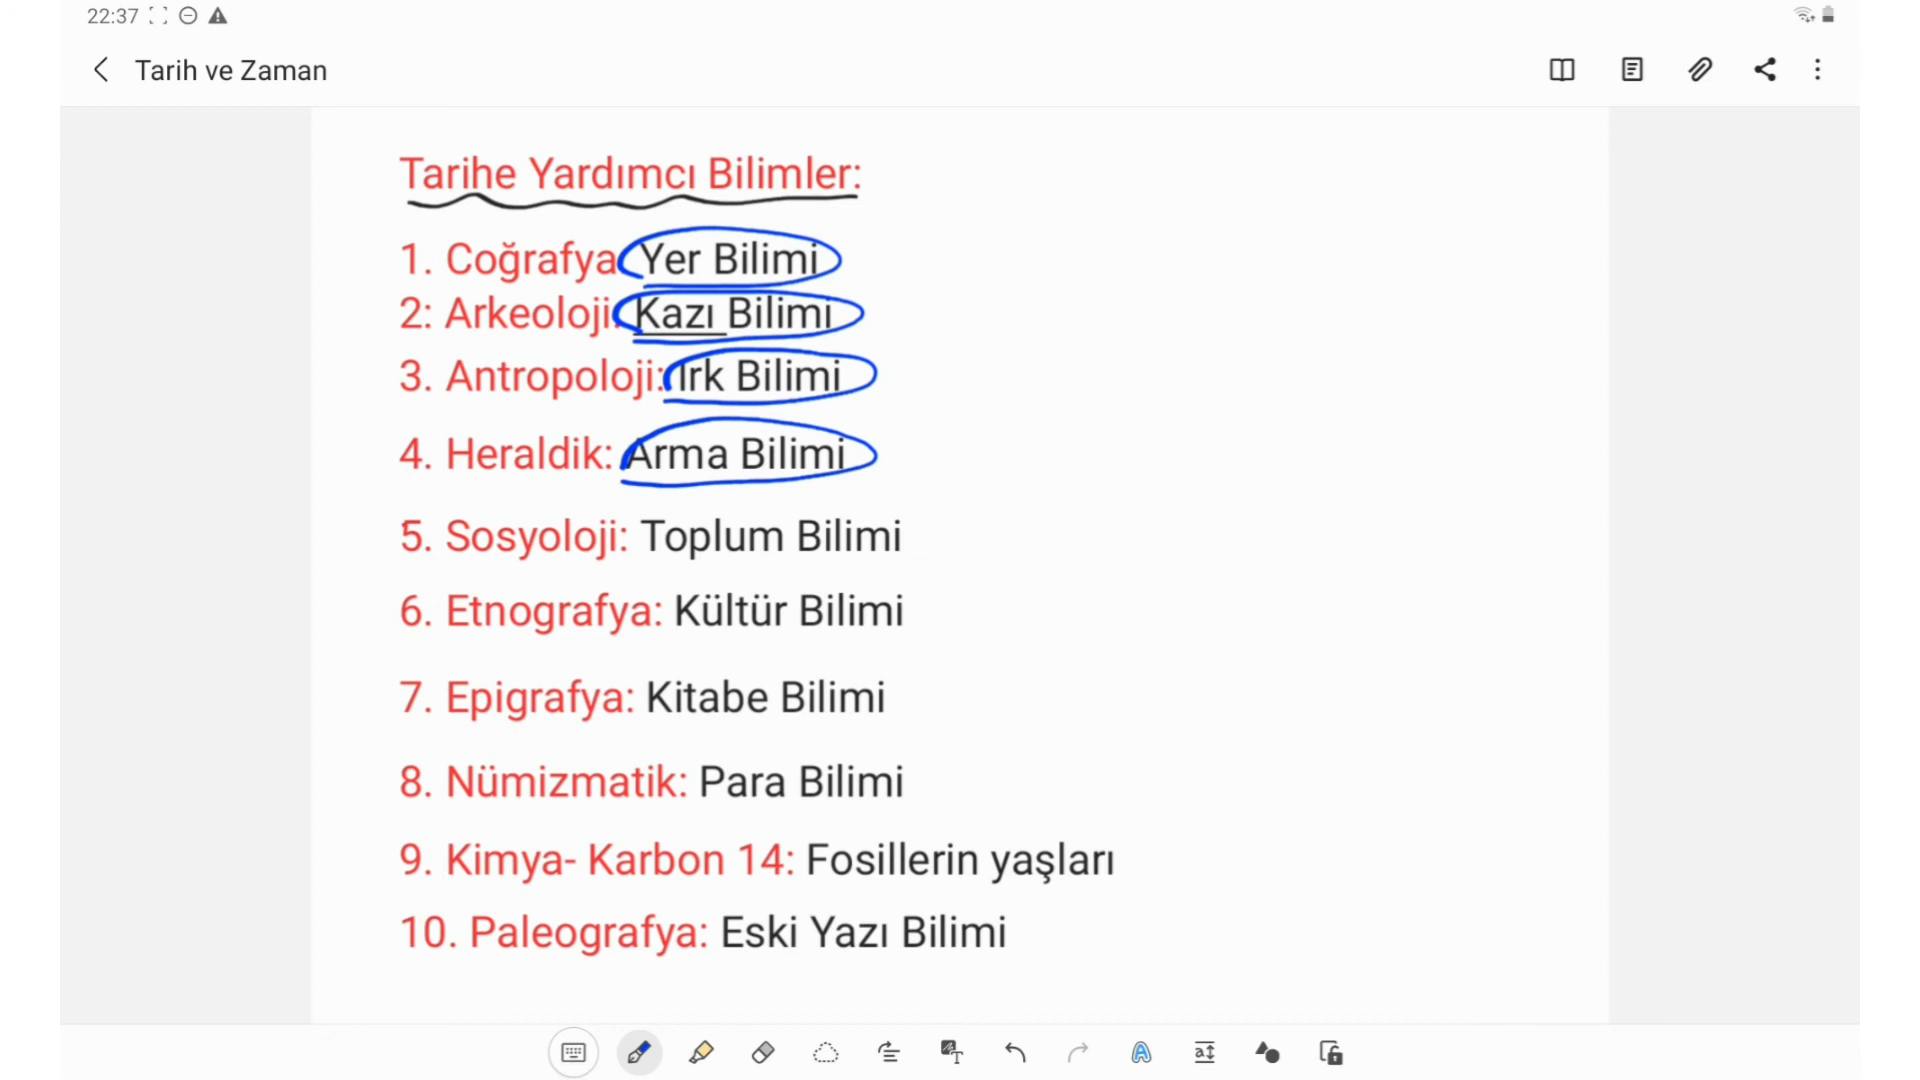 22:37
Tarih ve Zaman
Tarihe Yardımcı Bilimler:
1. Coğrafya Yer Bilimi
2: Arkeoloji: Kazı Bilimi
3. Antropoloji: Irk Bilimi
4. Heraldik: Arma Bilimi
5. Sosyoloji: Toplum Bilimi
6. Etnografya: Kültür Bilimi
7. Epigrafya: Kitabe Bilimi
8. Nümizmatik: Para Bilimi
9. Kimya- Karbon 14: Fosillerin yaşları
10. Paleografya: Eski Yazı Bilimi